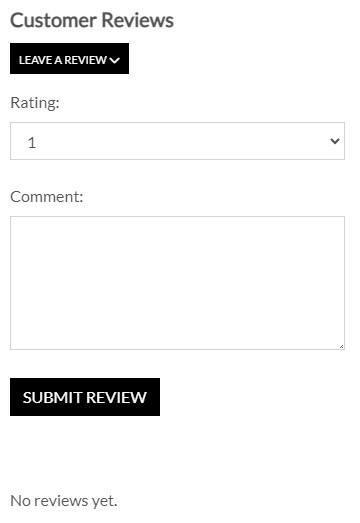 Customer Reviews
LEAVE A REVIEW
Rating:
1
Comment:
SUBMIT REVIEW
No reviews yet.